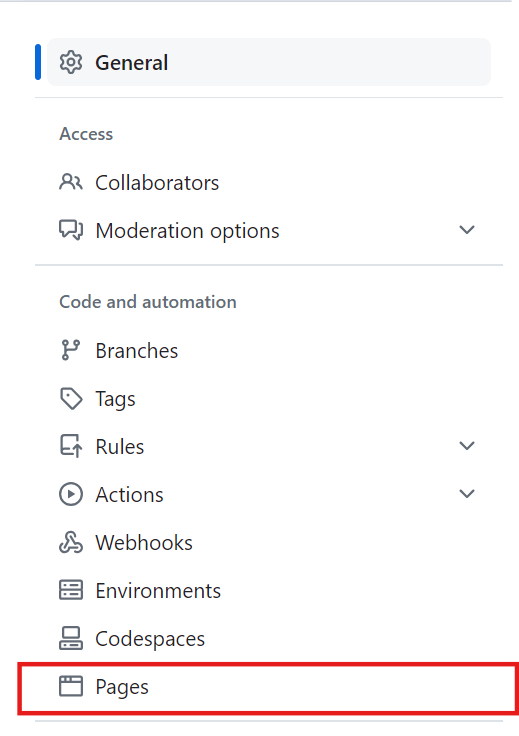 General
Access
Collaborators
Moderation options
Code and automation
Branches
Tags
Rules
Actions
Webhooks
Environments
Codespaces
Pages